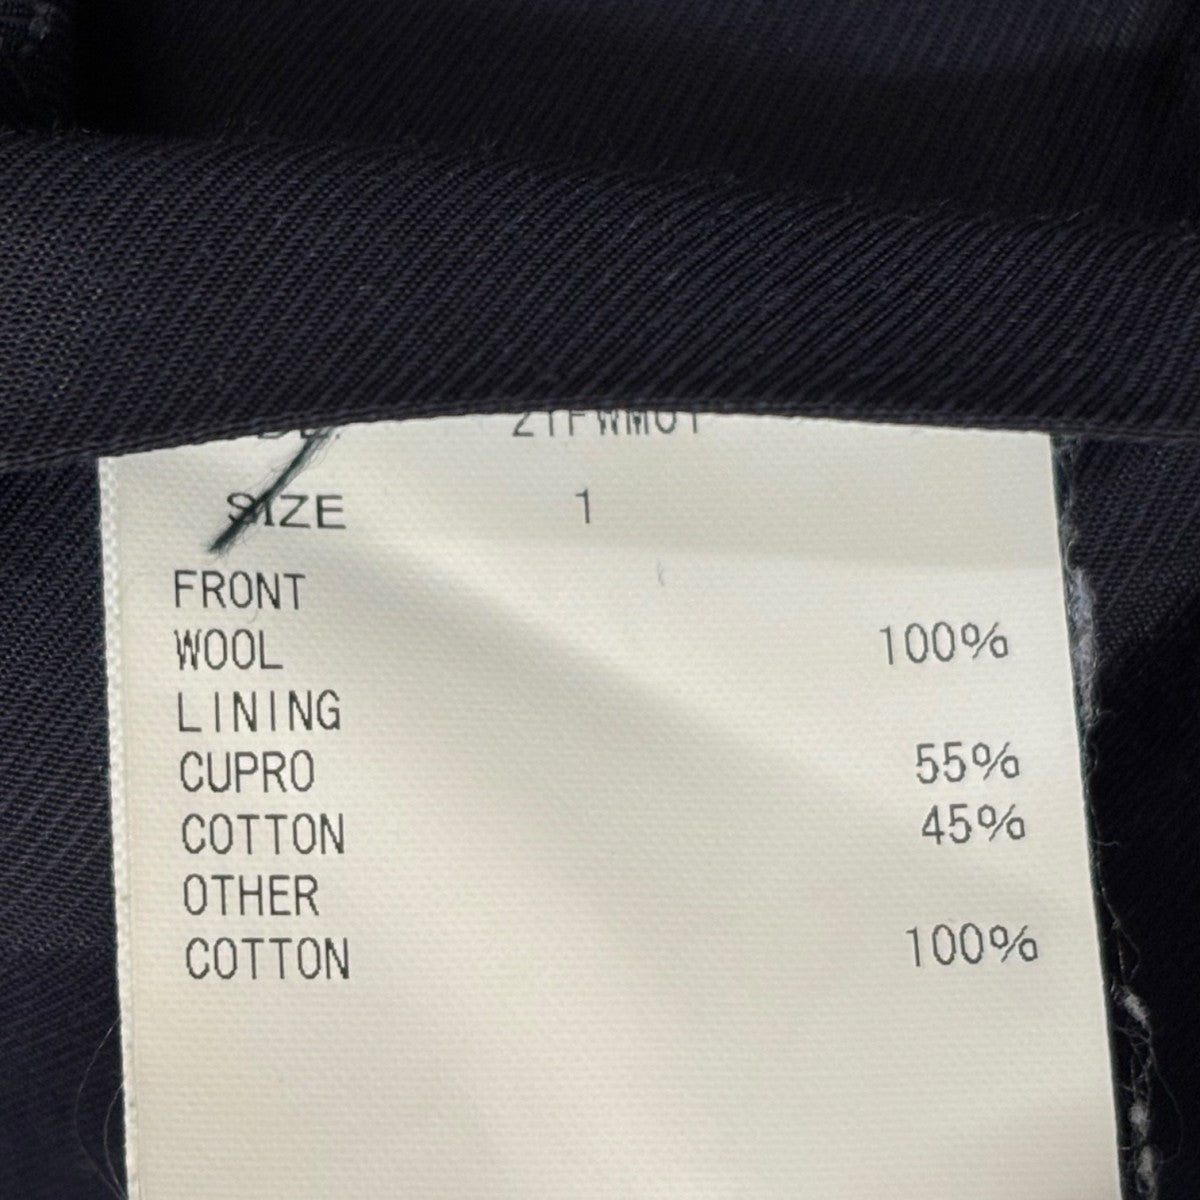 SIZE 1
FRONT
WOOL 100%
LINING
CUPRO 55%
COTTON 45%
OTHER
COTTON 100%